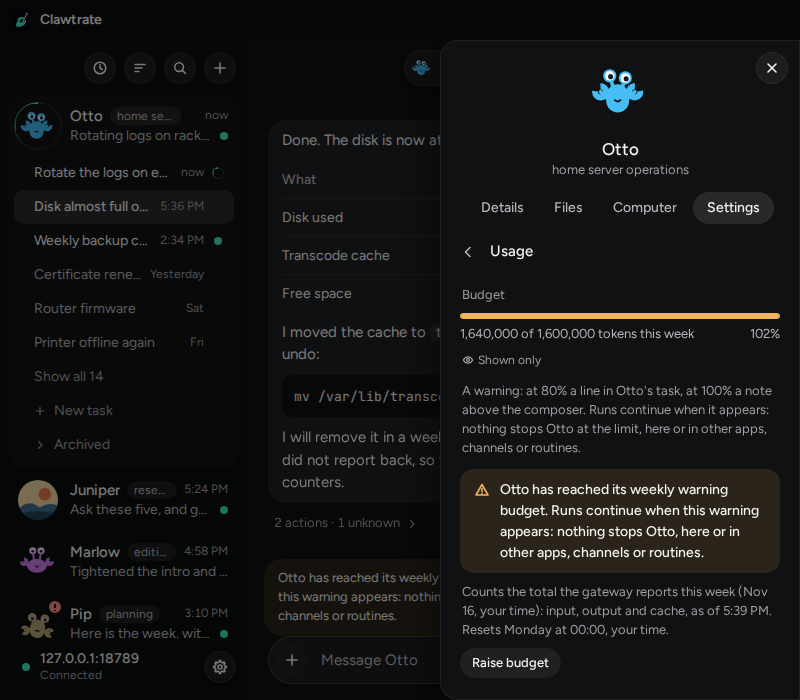 Clawtrate
Otto home se... now
Rotating logs on rack...
Rotate the logs on e... now
Disk almost full o... 5:36 PM
Weekly backup c... 2:34 PM
Certificate rene... Yesterday
Router firmware Sat
Printer offline again Fri
Show all 14
New task
Archived
Juniper rese... 5:24 PM
Ask these five, and g...
Marlow editi... 4:58 PM
Tightened the intro and ...
Pip planning 3:10 PM
Here is the week. wit...
127.0.0.1:18789
Connected
Done. The disk is now at
What
Disk used
Transcode cache
Free space
I moved the cache to
undo:
mv /var/lib/transco
I will remove it in a week
did not report back, so
counters.
2 actions · 1 unknown
Otto has reached its weekly
this warning appears: nothin
channels or routines.
Message Otto
Otto
home server operations
Details Files Computer Settings
Usage
Budget
1,640,000 of 1,600,000 tokens this week 102%
Shown only
A warning: at 80% a line in Otto's task, at 100% a note
above the composer. Runs continue when it appears:
nothing stops Otto at the limit, here or in other apps,
channels or routines.
Otto has reached its weekly warning
budget. Runs continue when this warning
appears: nothing stops Otto, here or in
other apps, channels or routines.
Counts the total the gateway reports this week (Nov
16, your time): input, output and cache, as of 5:39 PM.
Resets Monday at 00:00, your time.
Raise budget